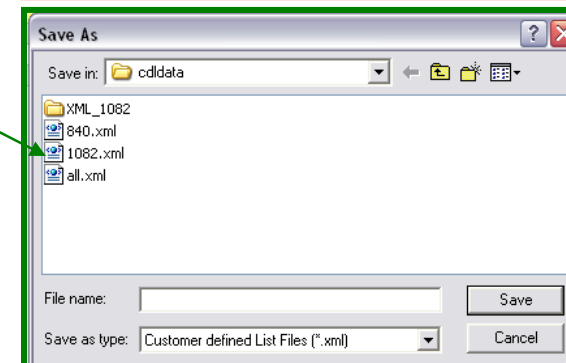 Save As
Save in: cdldata
XML_1082
840.xml
1082.xml
all.xml
File name: Save
Save as type: Customer defined List Files (*.xml) Cancel